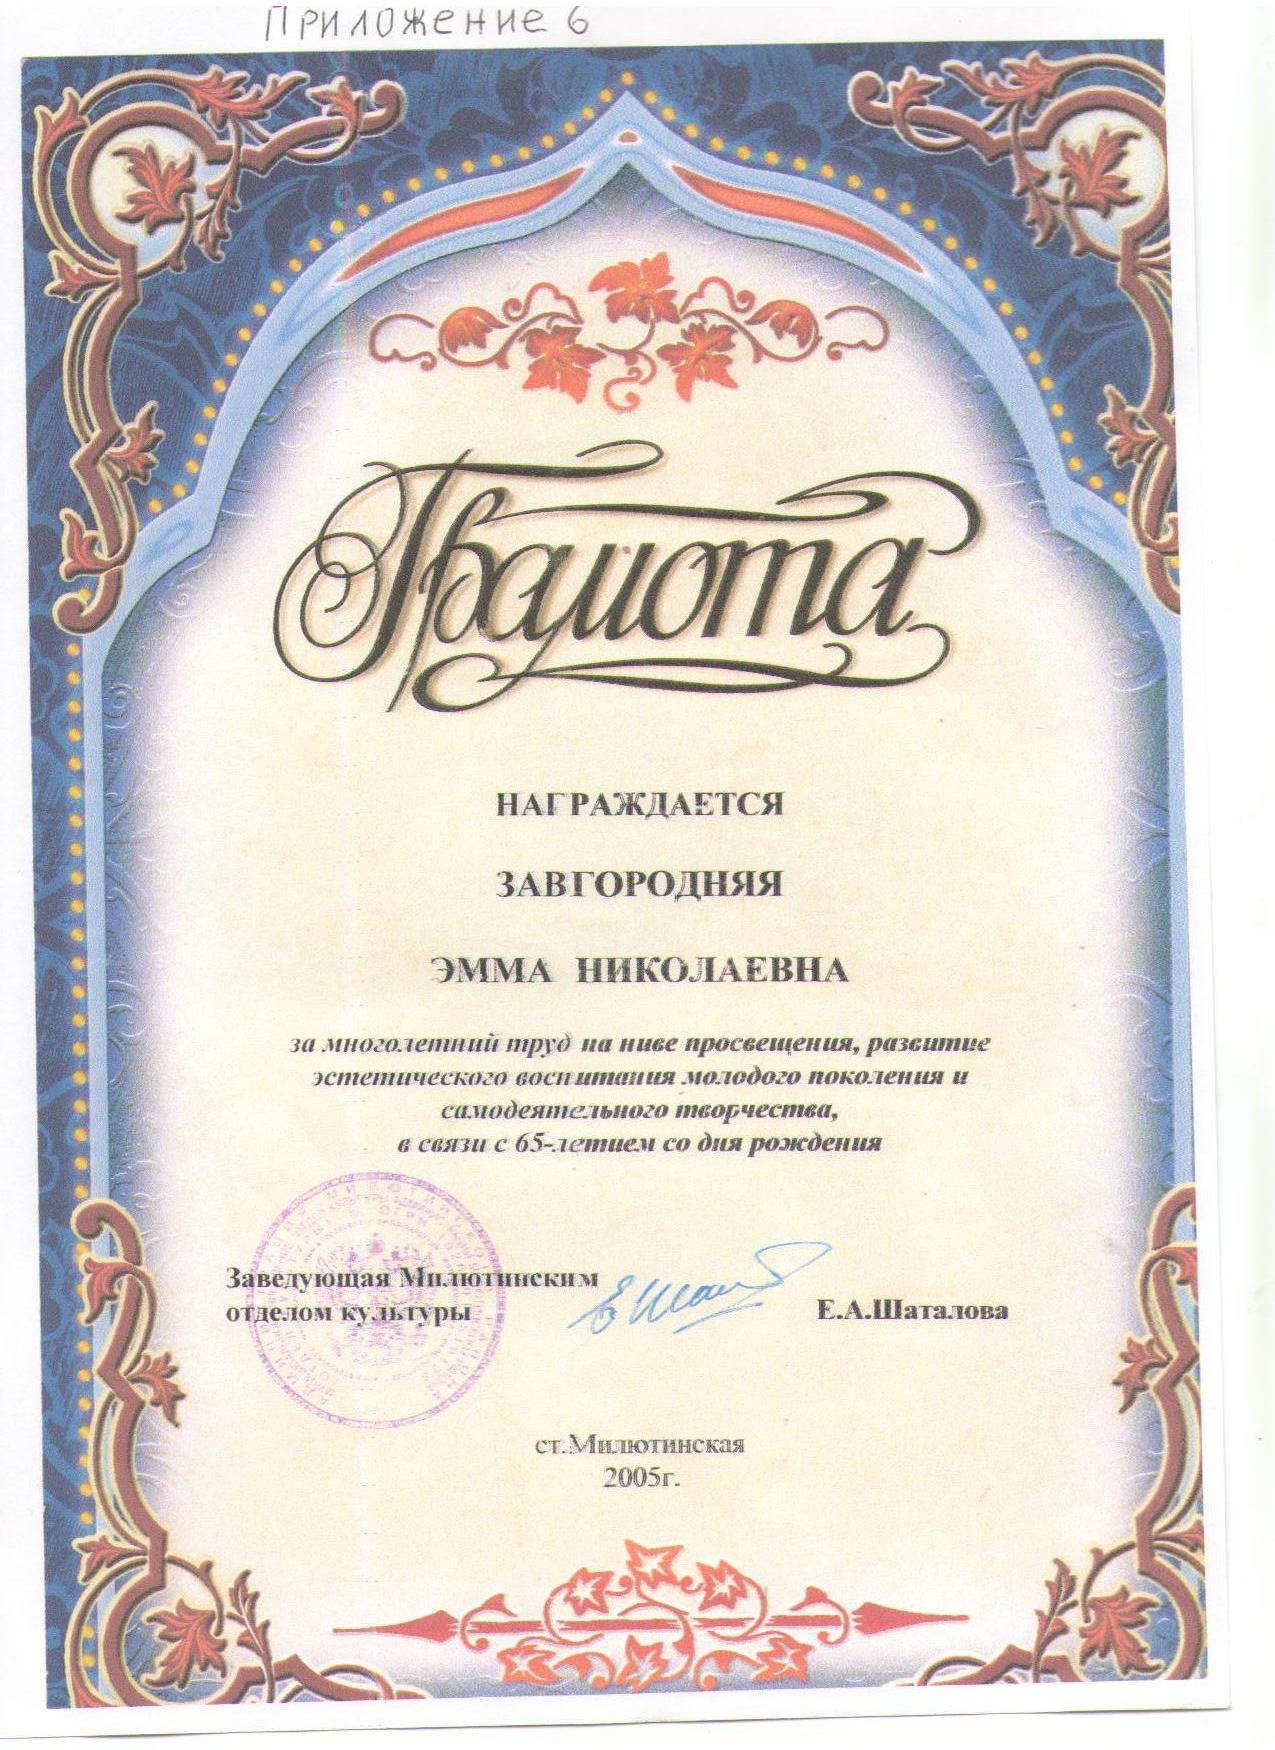 Приложение 6
Грамота
НАГРАЖДАЕТСЯ
ЗАВГОРОДНЯЯ
ЭММА НИКОЛАЕВНА
за многолетний труд на ниве просвещения, развитие
эстетического воспитания молодого поколения и
самодеятельного творчества,
в связи с 65-летием со дня рождения
Заведующая Милютинским
отделом культуры
Е.А.Шаталова
ст.Милютинская
2005г.